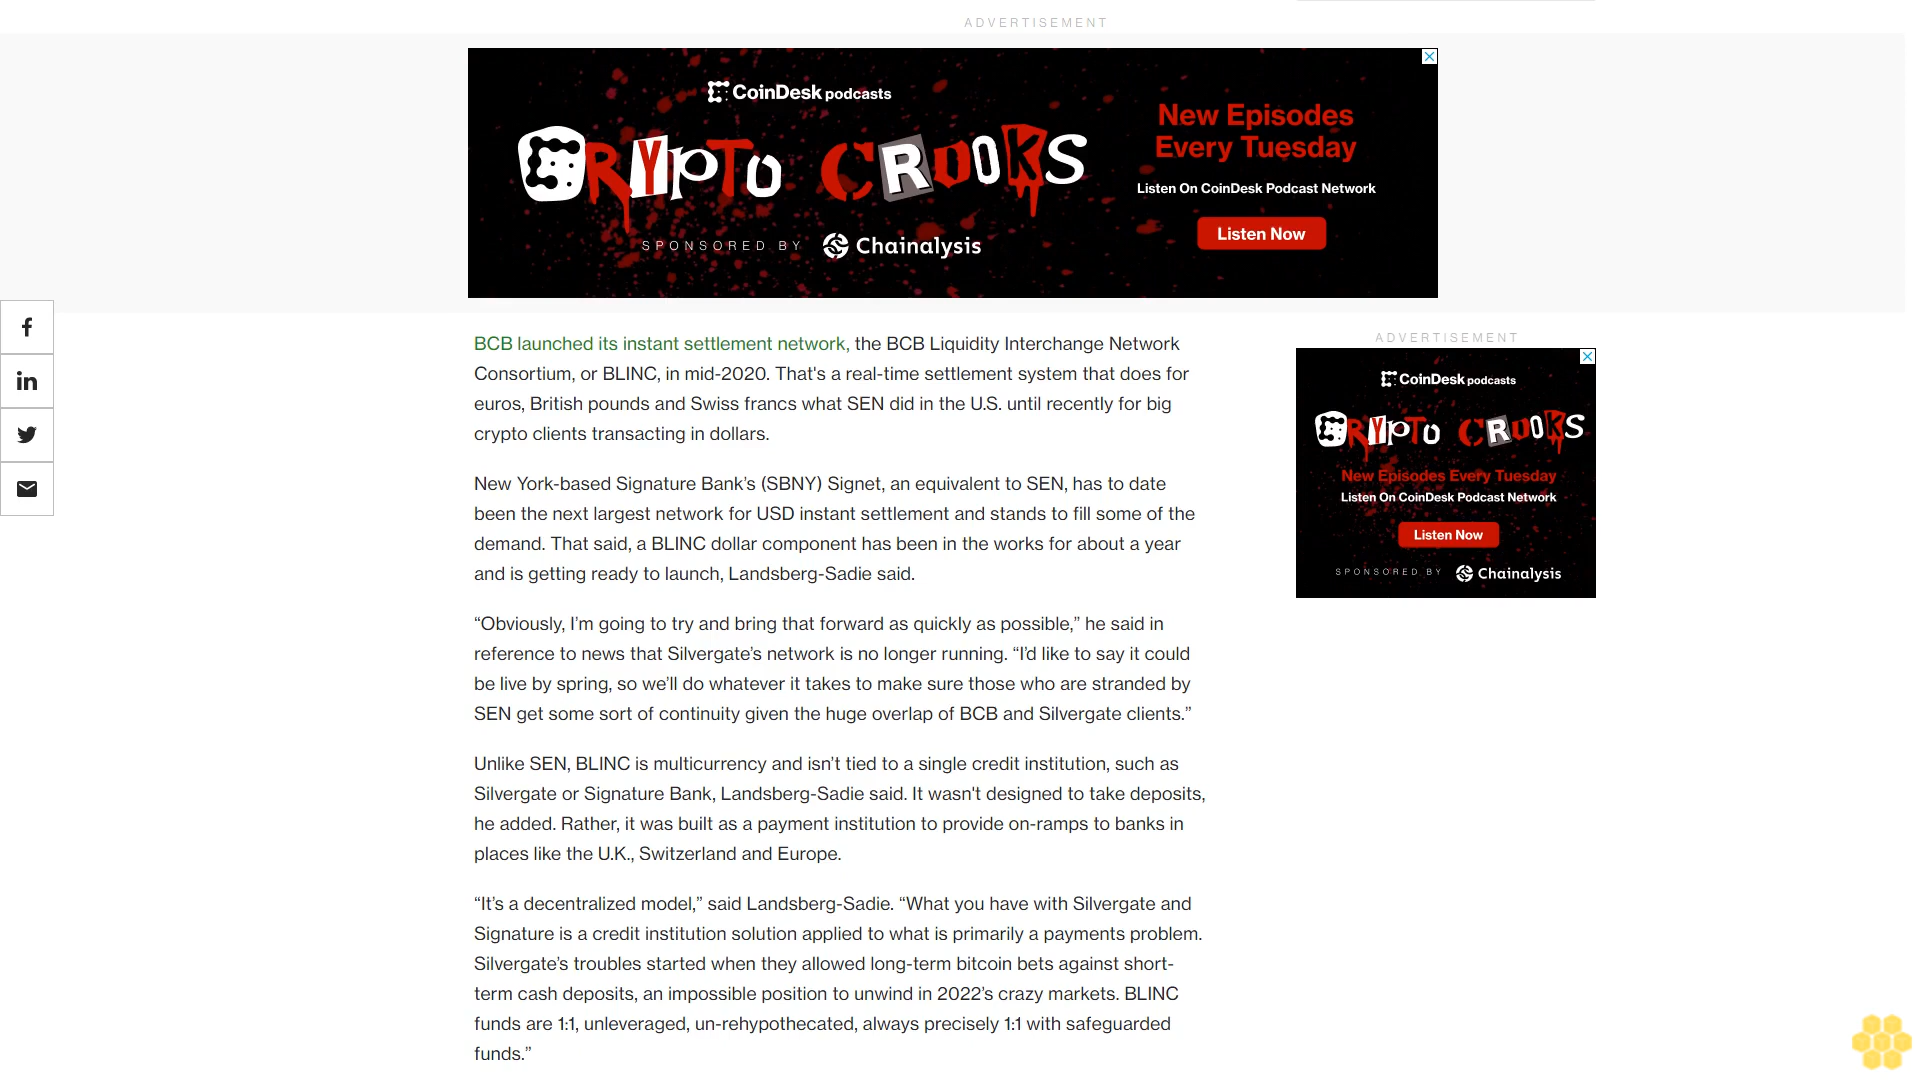 ADVERTISEMENT
CoinDesk podcasts
CRYPTO CROOKS
SPONSORED BY Chainalysis
New Episodes
Every Tuesday
Listen On CoinDesk Podcast Network
Listen Now
BCB launched its instant settlement network, the BCB Liquidity Interchange Network
Consortium, or BLINC, in mid-2020. That's a real-time settlement system that does for
euros, British pounds and Swiss francs what SEN did in the U.S. until recently for big
crypto clients transacting in dollars.
New York-based Signature Bank’s (SBNY) Signet, an equivalent to SEN, has to date
been the next largest network for USD instant settlement and stands to fill some of the
demand. That said, a BLINC dollar component has been in the works for about a year
and is getting ready to launch, Landsberg-Sadie said.
“Obviously, I’m going to try and bring that forward as quickly as possible,” he said in
reference to news that Silvergate’s network is no longer running. “I’d like to say it could
be live by spring, so we’ll do whatever it takes to make sure those who are stranded by
SEN get some sort of continuity given the huge overlap of BCB and Silvergate clients.”
Unlike SEN, BLINC is multicurrency and isn’t tied to a single credit institution, such as
Silvergate or Signature Bank, Landsberg-Sadie said. It wasn't designed to take deposits,
he added. Rather, it was built as a payment institution to provide on-ramps to banks in
places like the U.K., Switzerland and Europe.
“It’s a decentralized model,” said Landsberg-Sadie. “What you have with Silvergate and
Signature is a credit institution solution applied to what is primarily a payments problem.
Silvergate’s troubles started when they allowed long-term bitcoin bets against short-
term cash deposits, an impossible position to unwind in 2022’s crazy markets. BLINC
funds are 1:1, unleveraged, un-rehypothecated, always precisely 1:1 with safeguarded
funds.”
ADVERTISEMENT
CoinDesk podcasts
CRYPTO CROOKS
New Episodes Every Tuesday
Listen On CoinDesk Podcast Network
Listen Now
SPONSORED BY Chainalysis